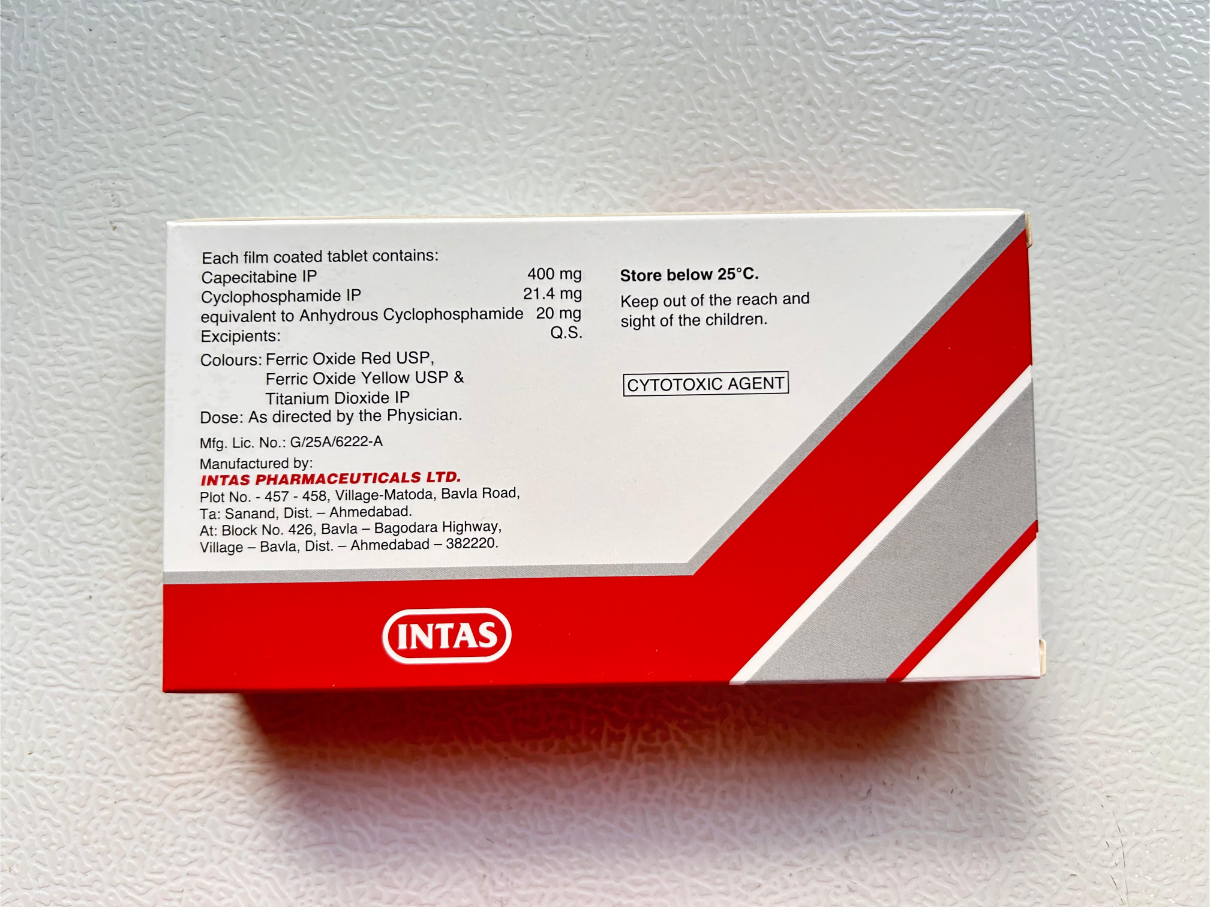 Each film coated tablet contains:
Capecitabine IP 400 mg
Cyclophosphamide IP 21.4 mg
equivalent to Anhydrous Cyclophosphamide 20 mg
Excipients: Q.S.
Colours: Ferric Oxide Red USP,
Ferric Oxide Yellow USP &
Titanium Dioxide IP
Dose: As directed by the Physician.
Mfg. Lic. No.: G/25A/6222-A
Manufactured by:
INTAS PHARMACEUTICALS LTD.
Plot No. - 457 - 458, Village-Matoda, Bavla Road,
Ta: Sanand, Dist. – Ahmedabad.
At: Block No. 426, Bavla – Bagodara Highway,
Village – Bavla, Dist. – Ahmedabad – 382220.
Store below 25°C.
Keep out of the reach and
sight of the children.
CYTOTOXIC AGENT
INTAS